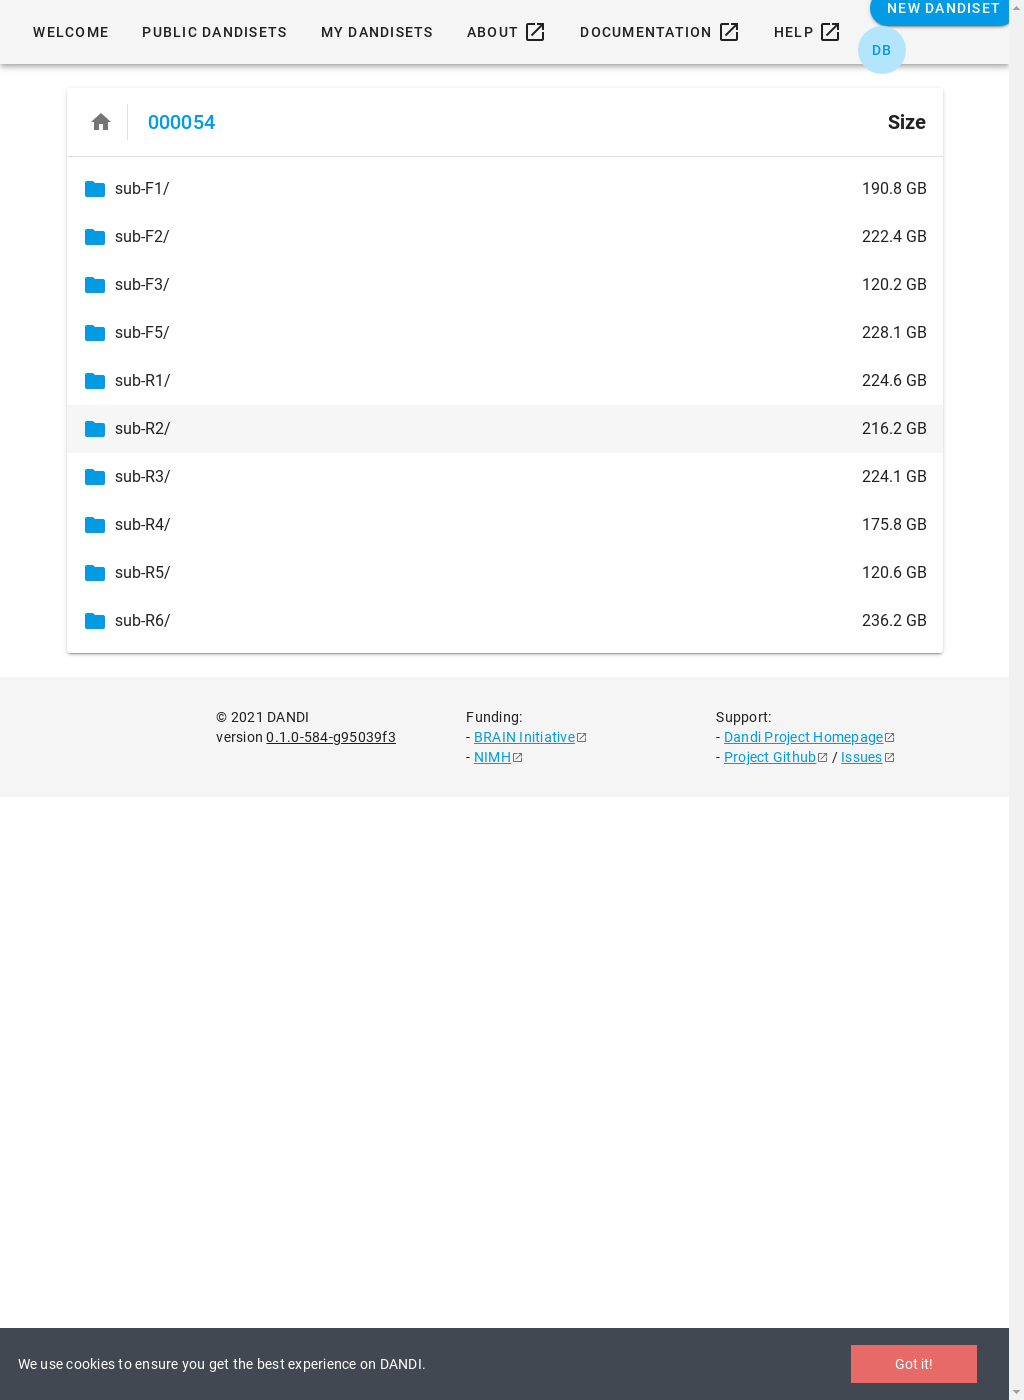 WELCOME PUBLIC DANDISETS MY DANDISETS ABOUT DOCUMENTATION HELP NEW DANDISET
DB
000054 Size
sub-F1/ 190.8 GB
sub-F2/ 222.4 GB
sub-F3/ 120.2 GB
sub-F5/ 228.1 GB
sub-R1/ 224.6 GB
sub-R2/ 216.2 GB
sub-R3/ 224.1 GB
sub-R4/ 175.8 GB
sub-R5/ 120.6 GB
sub-R6/ 236.2 GB
© 2021 DANDI
version 0.1.0-584-g95039f3
Funding:
- BRAIN Initiative
- NIMH
Support:
- Dandi Project Homepage
- Project Github / Issues
We use cookies to ensure you get the best experience on DANDI. Got it!